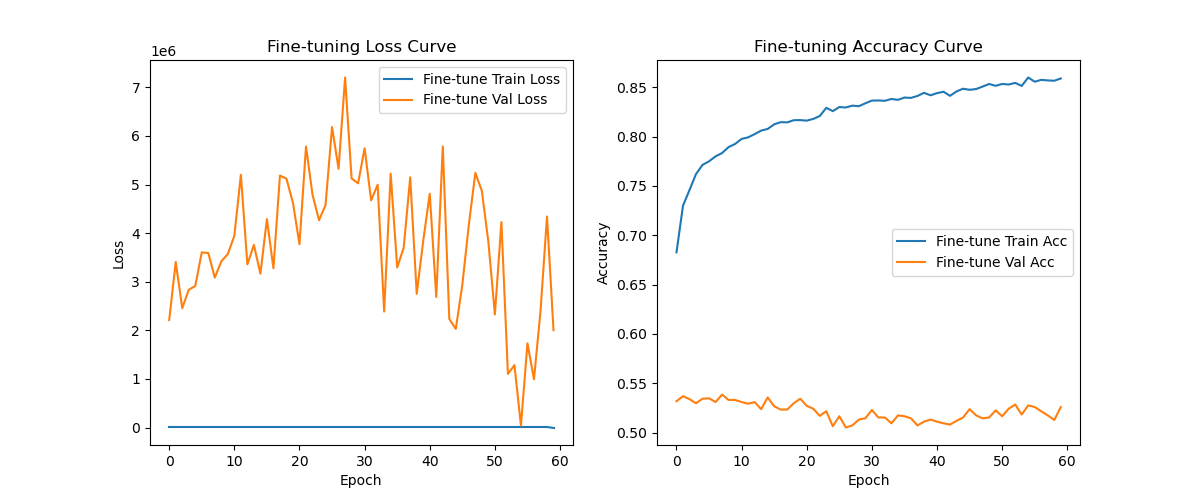 Fine-tuning Loss Curve
1e6
Fine-tune Train Loss
Fine-tune Val Loss
7
6
5
4
3
2
1
0
Loss
0 10 20 30 40 50 60
Epoch
Fine-tuning Accuracy Curve
0.85
0.80
0.75
0.70
0.65
0.60
0.55
0.50
Accuracy
Fine-tune Train Acc
Fine-tune Val Acc
0 10 20 30 40 50 60
Epoch